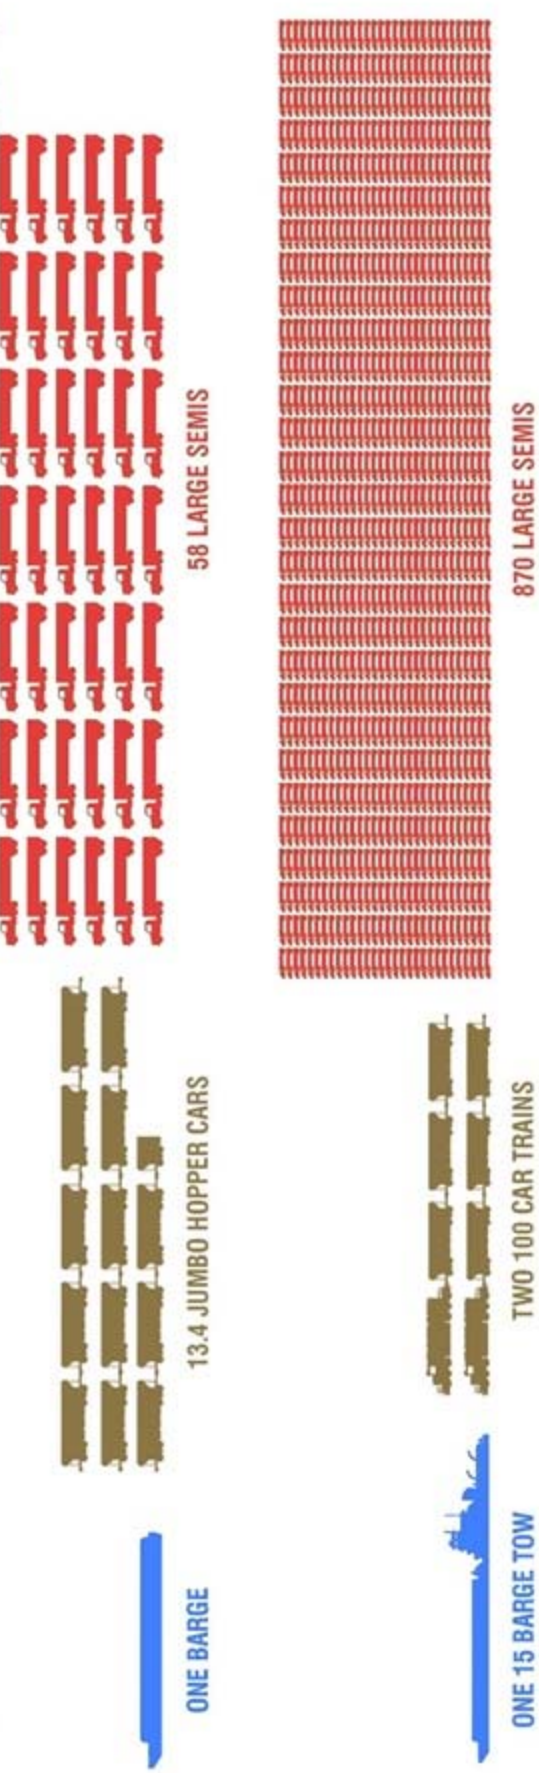 ONE BARGE
13.4 JUMBO HOPPER CARS
58 LARGE SEMIS
ONE 15 BARGE TOW
TWO 100 CAR TRAINS
870 LARGE SEMIS